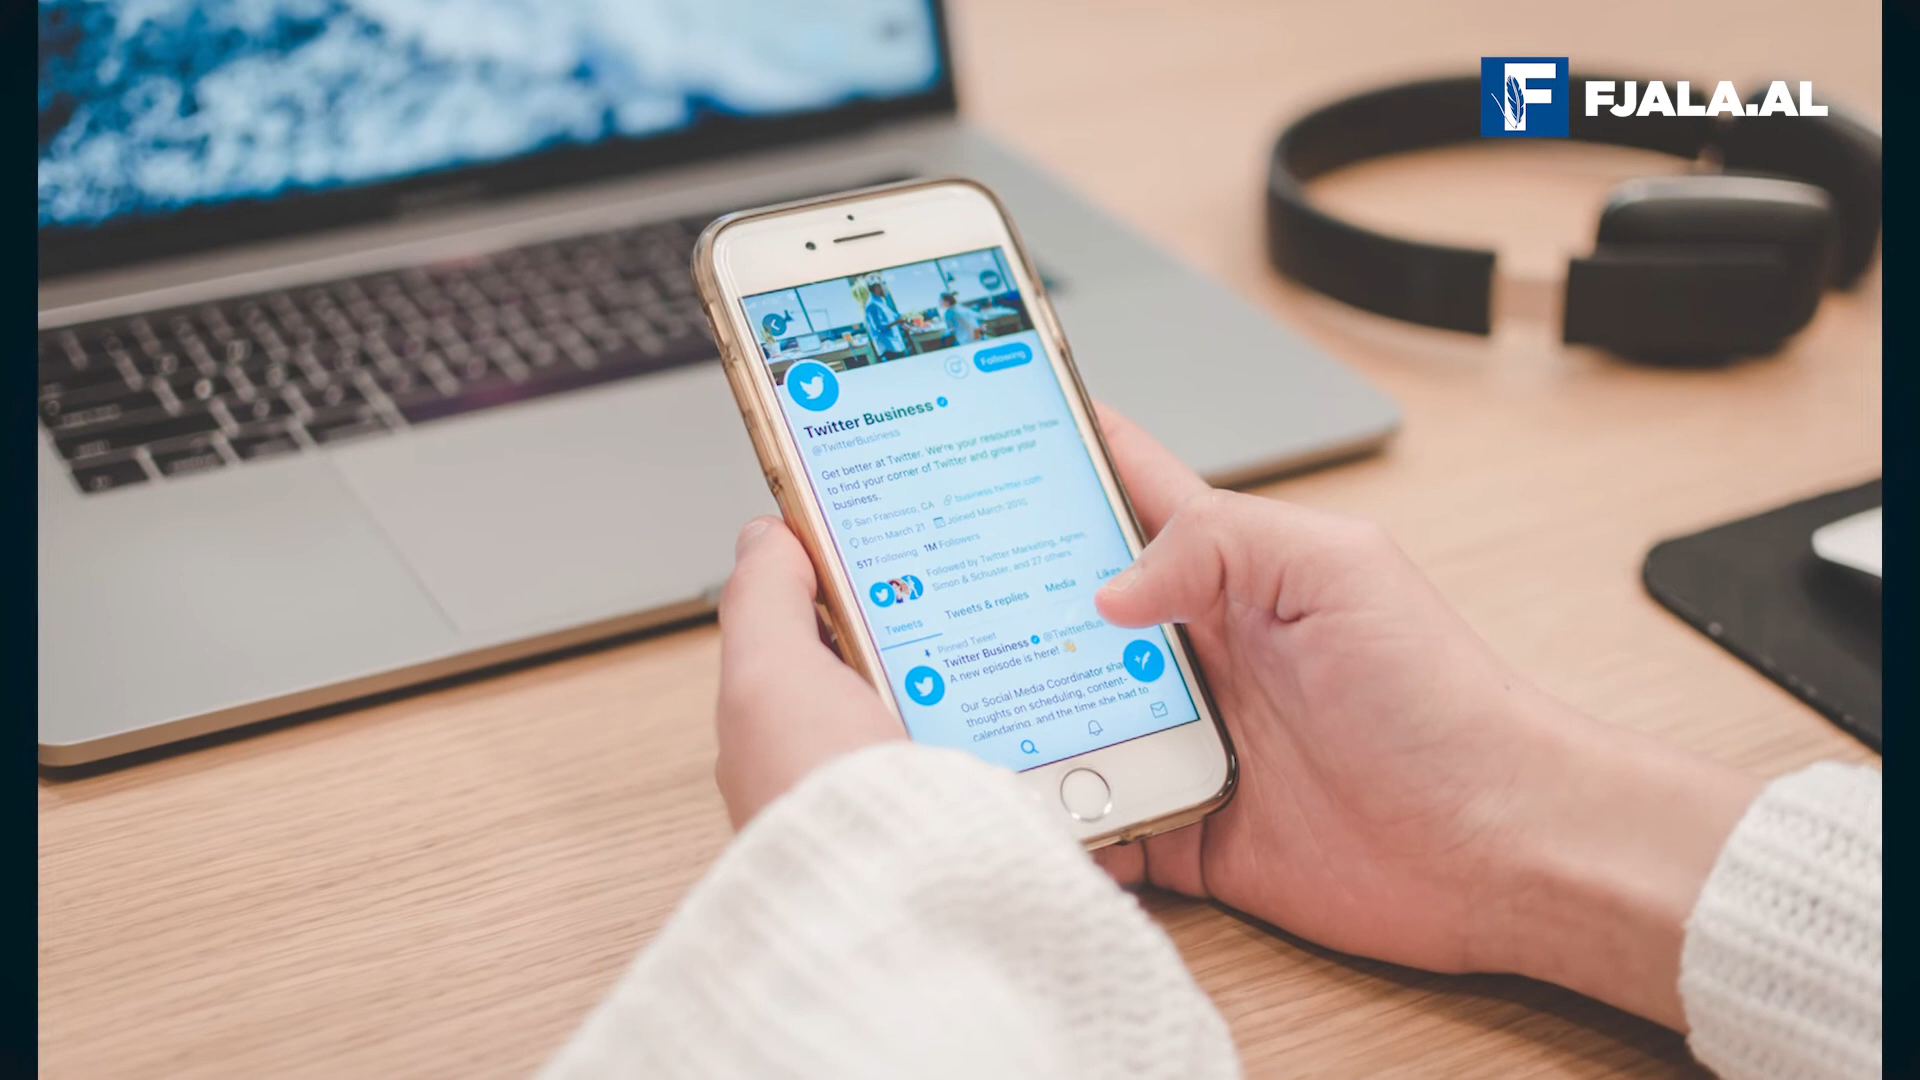 FJALA.AL
Following
Twitter Business
@TwitterBusiness
Get better at Twitter. We're your resource for how
to find your corner of Twitter and grow your
business.
San Francisco, CA business.twitter.com
Born March 21 Joined March 2010
517 Following 1M Followers
Followed by Twitter Marketing, Agnes,
Simon & Schuster, and 27 others
Tweets Tweets & replies Media Likes
Pinned Tweet
Twitter Business @TwitterBus
A new episode is here! 👋
Our Social Media Coordinator sha
thoughts on scheduling, content-
calendaring, and the time she had to